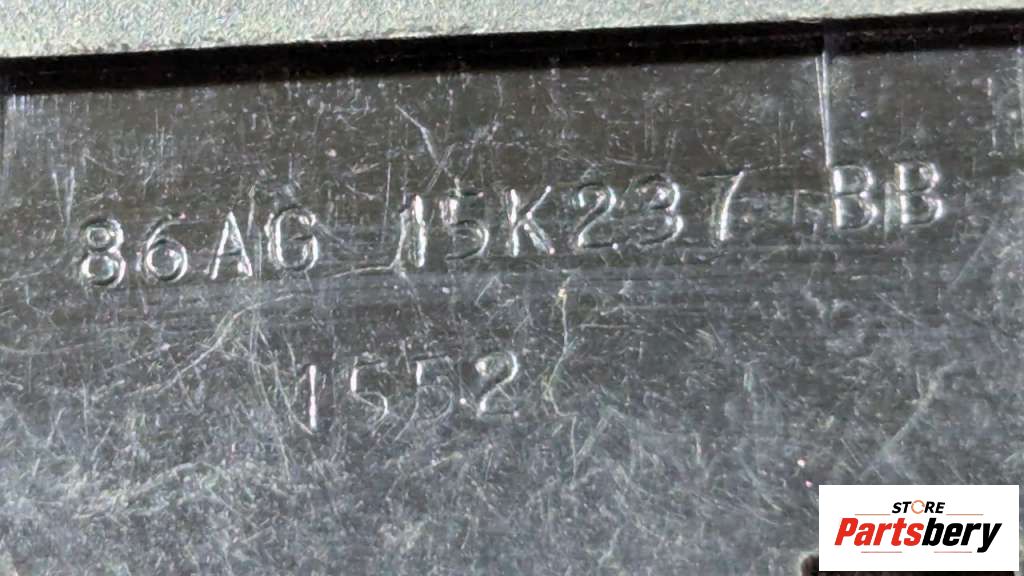 86AG 15K237 BB
1552
STORE
Partsbery